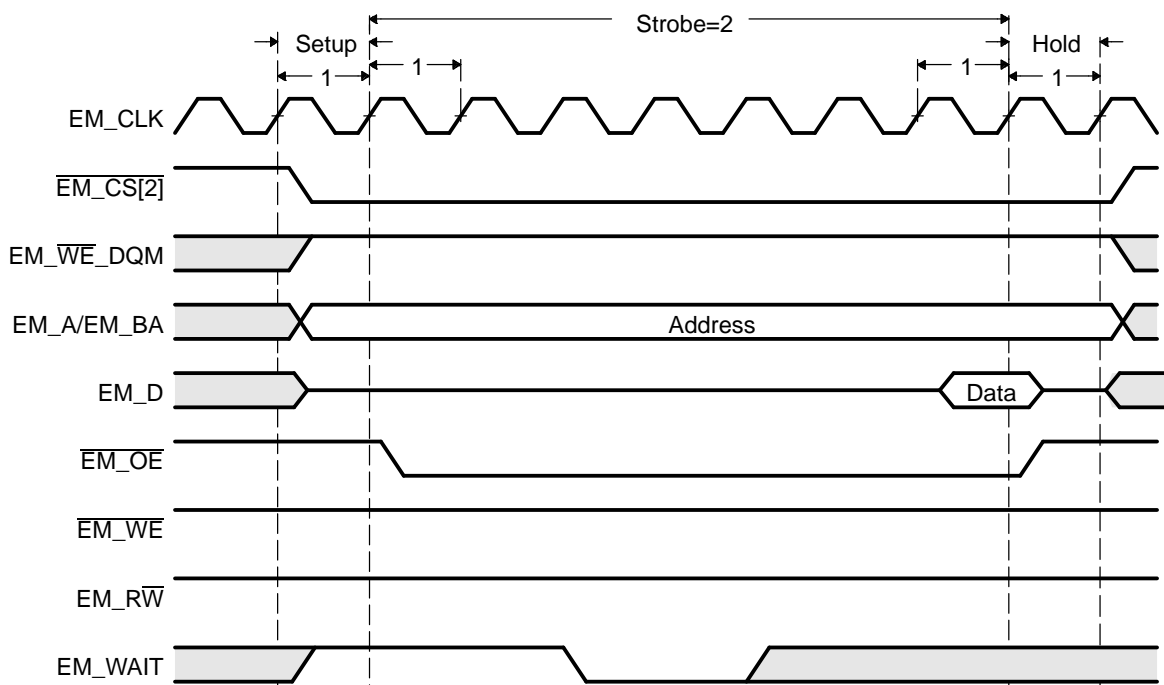 Strobe=2
Setup
Hold
1
1
1
1
EM_CLK
EM_CS[2]
EM_WE_DQM
EM_A/EM_BA
Address
EM_D
Data
EM_OE
EM_WE
EM_RW
EM_WAIT